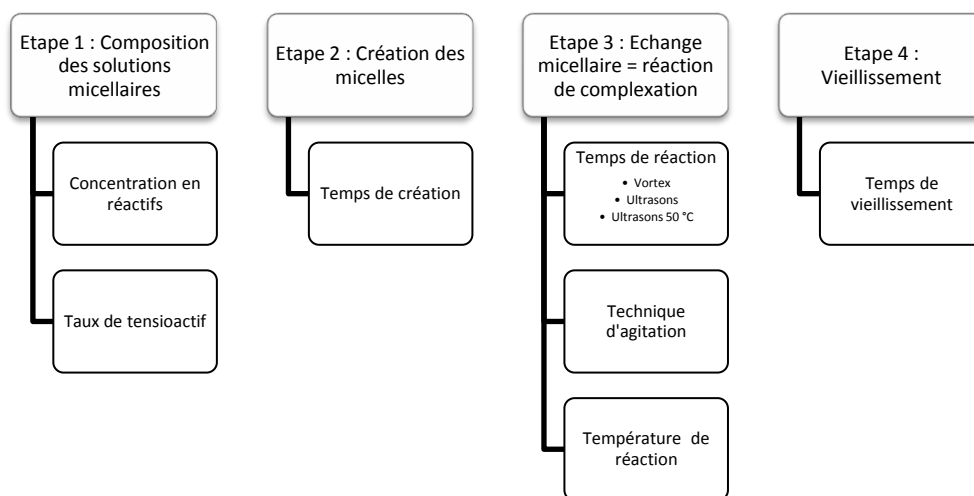 Etape 1 : Composition
des solutions
micellaires
Concentration en
réactifs
Taux de tensioactif
Etape 2 : Création des
micelles
Temps de création
Etape 3 : Echange
micellaire = réaction
de complexation
Temps de réaction
• Vortex
• Ultrasons
• Ultrasons 50 °C
Technique
d'agitation
Température de
réaction
Etape 4 :
Vieillissement
Temps de
vieillissement